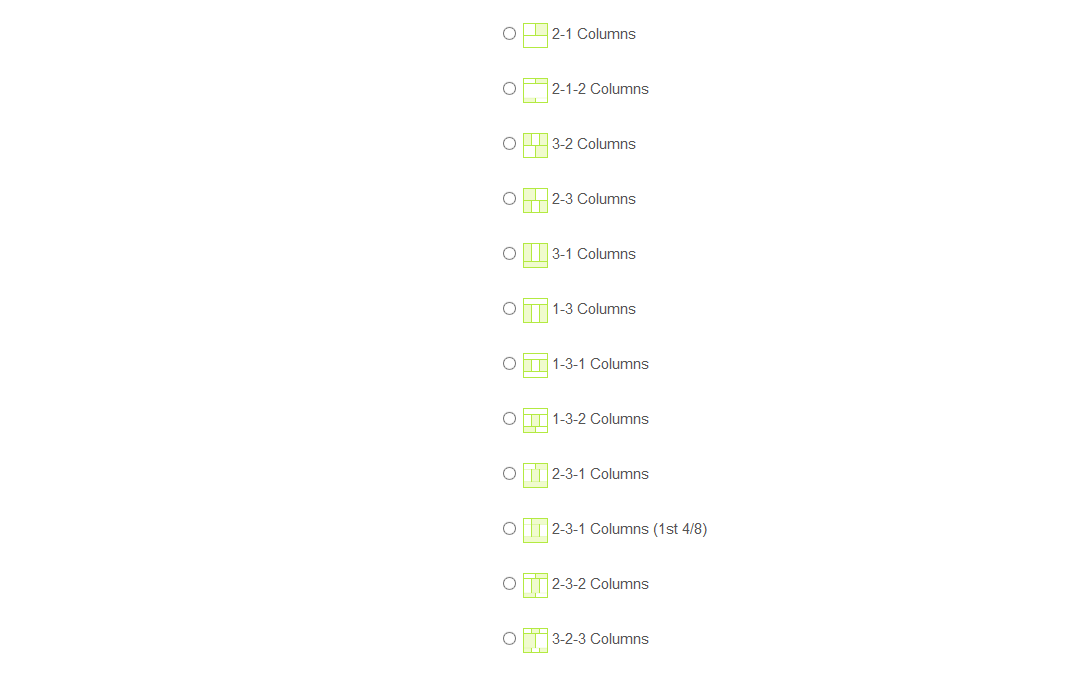 2-1 Columns
2-1-2 Columns
3-2 Columns
2-3 Columns
3-1 Columns
1-3 Columns
1-3-1 Columns
1-3-2 Columns
2-3-1 Columns
2-3-1 Columns (1st 4/8)
2-3-2 Columns
3-2-3 Columns